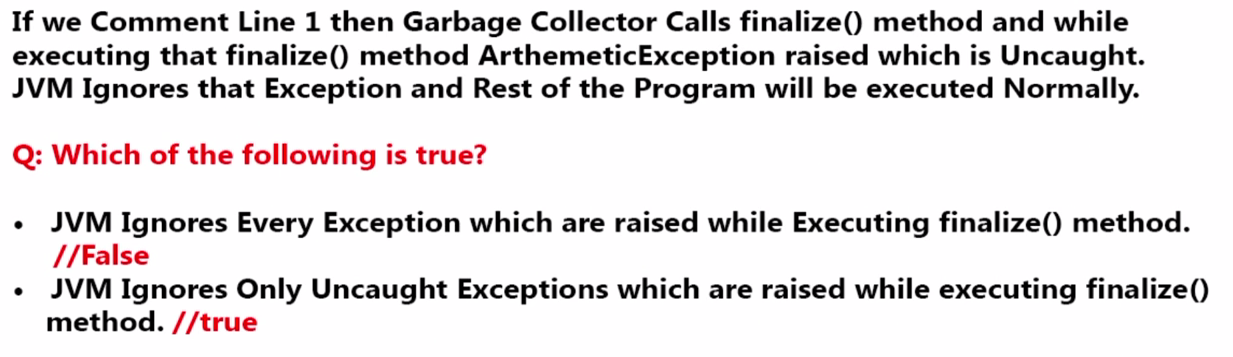 If we Comment Line 1 then Garbage Collector Calls finalize() method and while
executing that finalize() method ArthemeticException raised which is Uncaught.
JVM Ignores that Exception and Rest of the Program will be executed Normally.
Q: Which of the following is true?
• JVM Ignores Every Exception which are raised while Executing finalize() method.
//False
• JVM Ignores Only Uncaught Exceptions which are raised while executing finalize()
method. //true